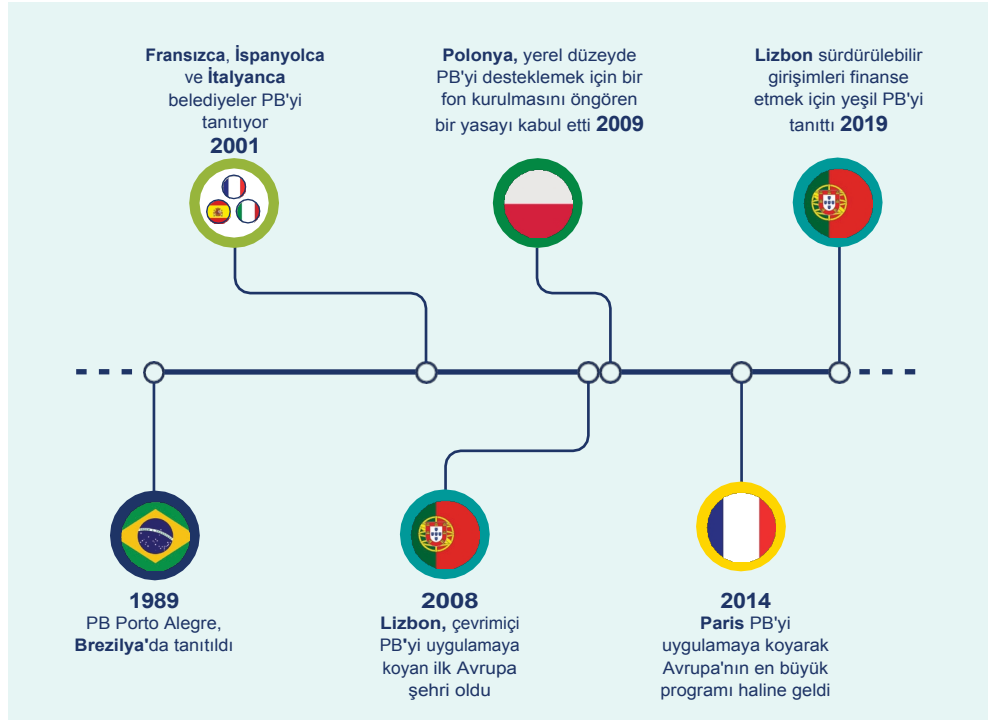 Fransızca, İspanyolca
ve İtalyanca
belediyeler PB'yi
tanıtıyor
2001
Polonya, yerel düzeyde
PB'yi desteklemek için bir
fon kurulmasını öngören
bir yasayı kabul etti 2009
Lizbon sürdürülebilir
girişimleri finanse
etmek için yeşil PB'yi
tanıttı 2019
1989
PB Porto Alegre,
Brezilya'da tanıtıldı
2008
Lizbon, çevrimiçi
PB'yi uygulamaya
koyan ilk Avrupa
şehri oldu
2014
Paris PB'yi
uygulamaya koyarak
Avrupa'nın en büyük
programı haline geldi